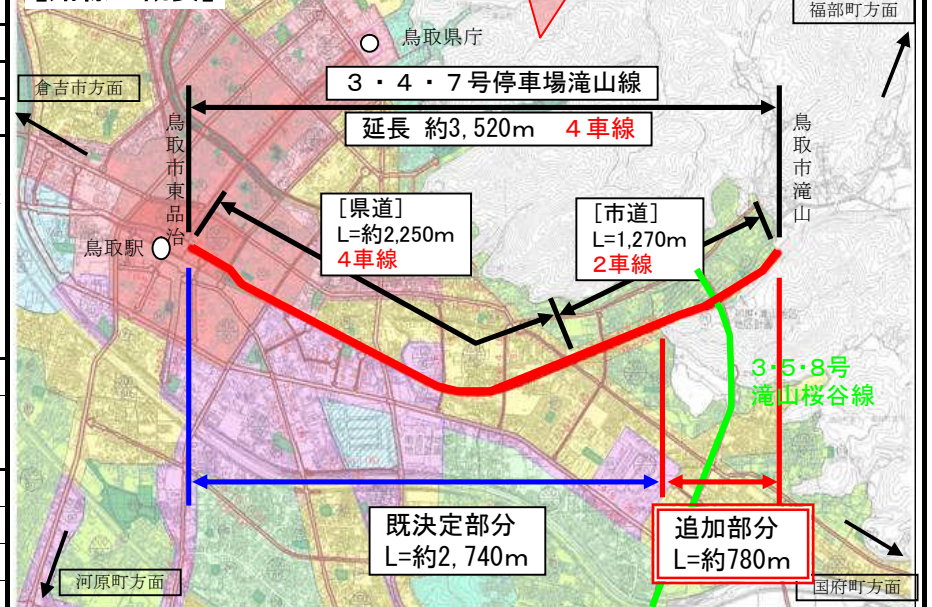 福部町方面
鳥取県庁
倉吉市方面
3・4・7号停車場滝山線
延長 約3,520m 4車線
鳥取市東品治
鳥取市滝山
[県道]
L=約2,250m
4車線
[市道]
L=1,270m
2車線
鳥取駅
3・5・8号
滝山桜谷線
既決定部分
L=約2,740m
追加部分
L=約780m
河原町方面
国府町方面